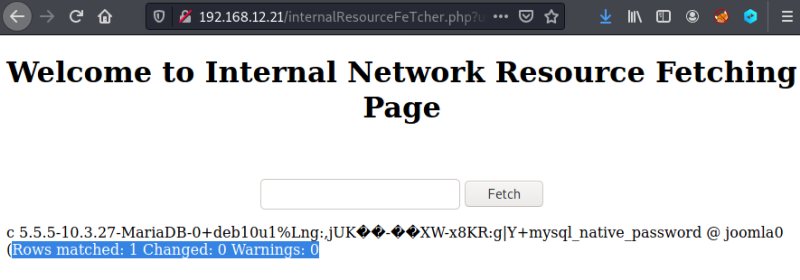 192.168.12.21/internalResourceFeTcher.php?u
Welcome to Internal Network Resource Fetching
Page
Fetch
c 5.5.5-10.3.27-MariaDB-0+deb10u1%Lng:,jUK��-��XW-x8KR:g|Y+mysql_native_password @ joomla0
(Rows matched: 1 Changed: 0 Warnings: 0